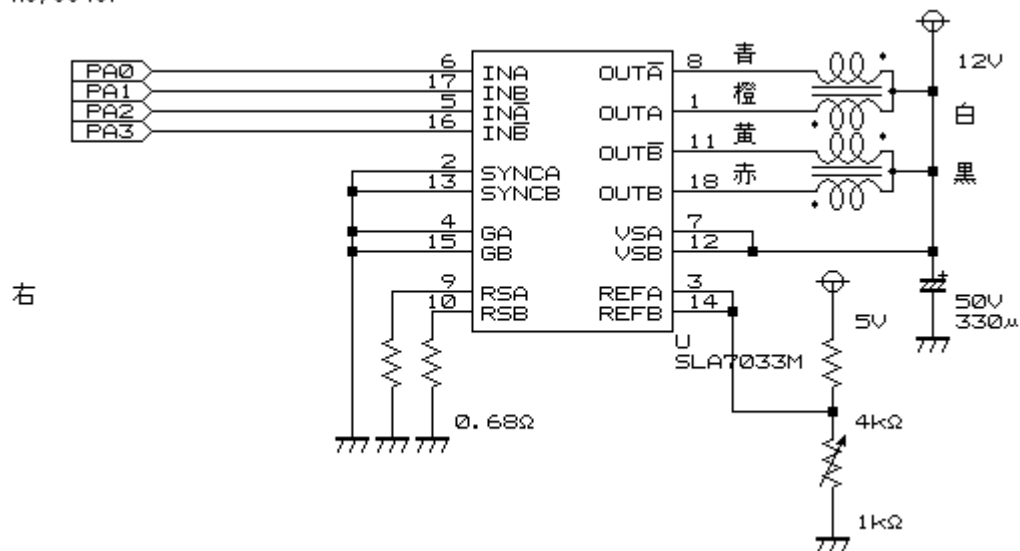 PA0
PA1
PA2
PA3
6
17
5
16
2
13
4
15
9
10
INA
INB
INA̅
INB̅
SYNCA
SYNCB
GA
GB
RSA
RSB
OUTA̅
OUTA
OUTB̅
OUTB
VSA
VSB
REFA
REFB
8
1
11
18
7
12
3
14
青
橙
黄
赤
12V
白
黒
U
SLA7033M
右
0.68Ω
5V
4kΩ
1kΩ
+
50V
330μ